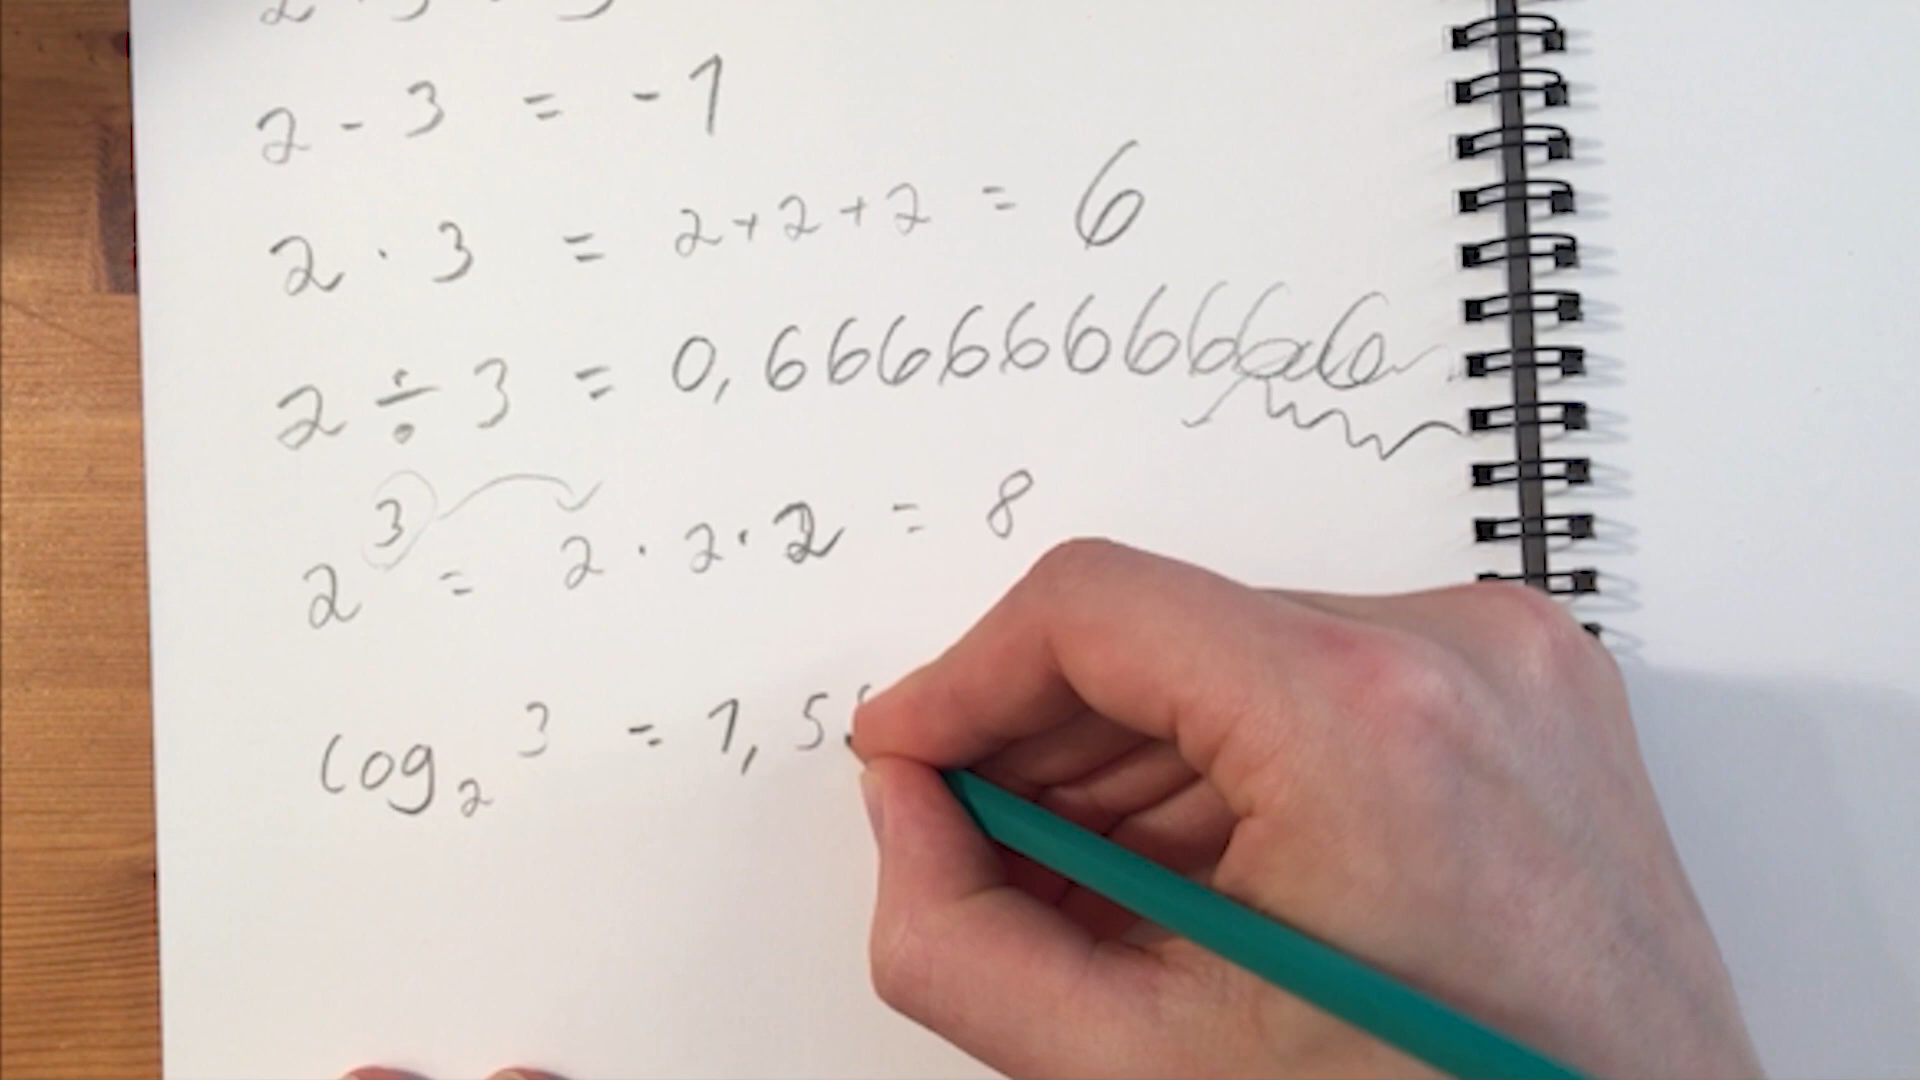 2 - 3 = -1
2 · 3 = 2+2+2 = 6
2 ÷ 3 = 0,666666666
2³ = 2 · 2 · 2 = 8
log₂ 3 = 1,5